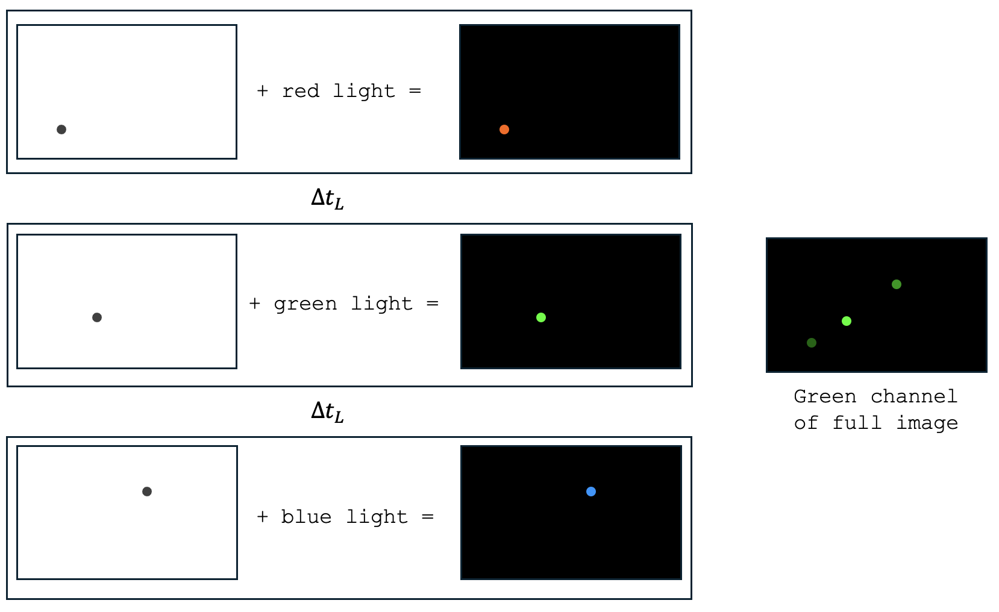 + red light =
Δt_L
+ green light =
Green channel
of full image
Δt_L
+ blue light =